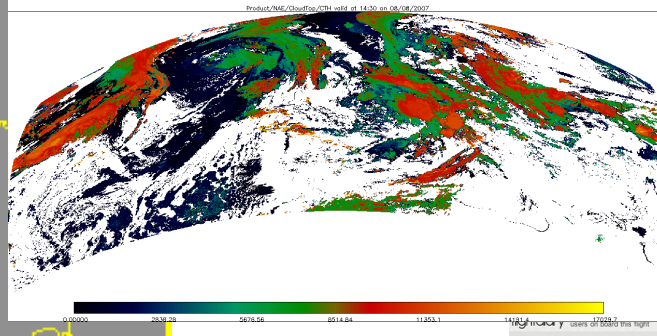 Product/NAE/CloudTop/CTH valid at 14:30 on 08/08/2007
0.00000 2838.28 5676.56 8514.84 11353.1 14191.4 17029.7
users on board this flight